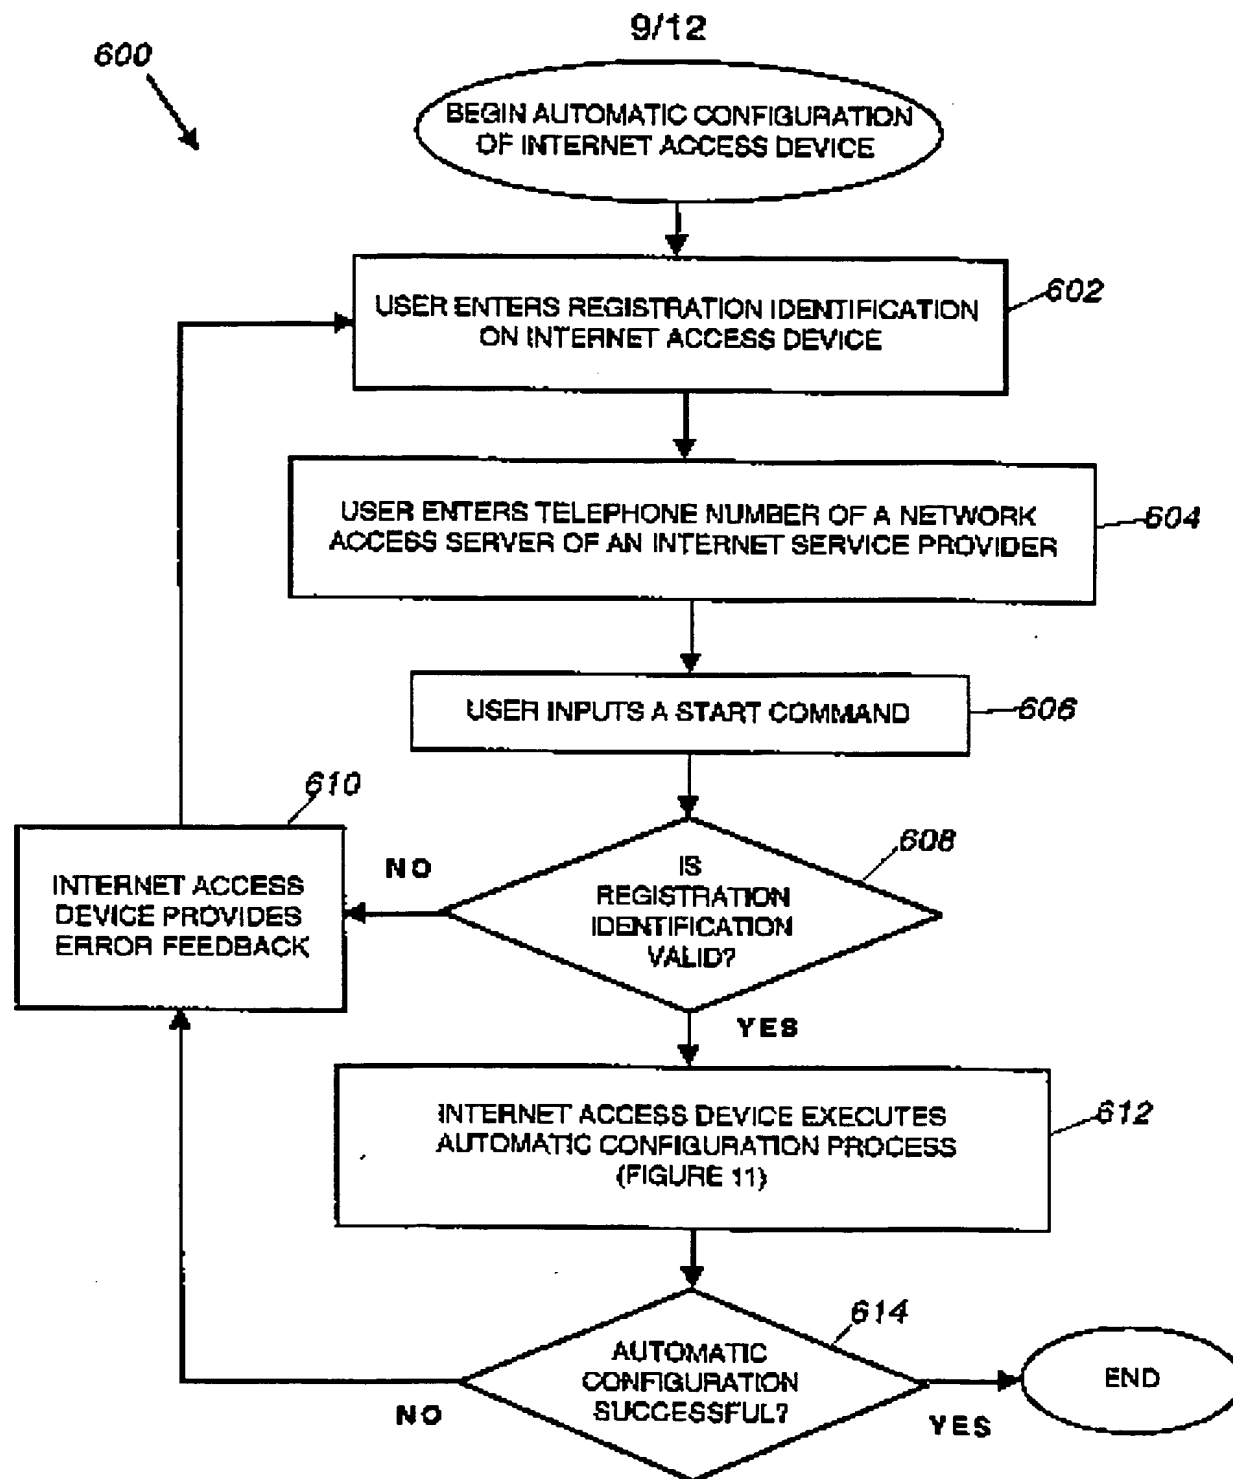 9/12
600
BEGIN AUTOMATIC CONFIGURATION
OF INTERNET ACCESS DEVICE
602
USER ENTERS REGISTRATION IDENTIFICATION
ON INTERNET ACCESS DEVICE
604
USER ENTERS TELEPHONE NUMBER OF A NETWORK
ACCESS SERVER OF AN INTERNET SERVICE PROVIDER
606
USER INPUTS A START COMMAND
610
INTERNET ACCESS
DEVICE PROVIDES
ERROR FEEDBACK
NO
608
IS
REGISTRATION
IDENTIFICATION
VALID?
YES
612
INTERNET ACCESS DEVICE EXECUTES
AUTOMATIC CONFIGURATION PROCESS
(FIGURE 11)
614
AUTOMATIC
CONFIGURATION
SUCCESSFUL?
NO
YES
END